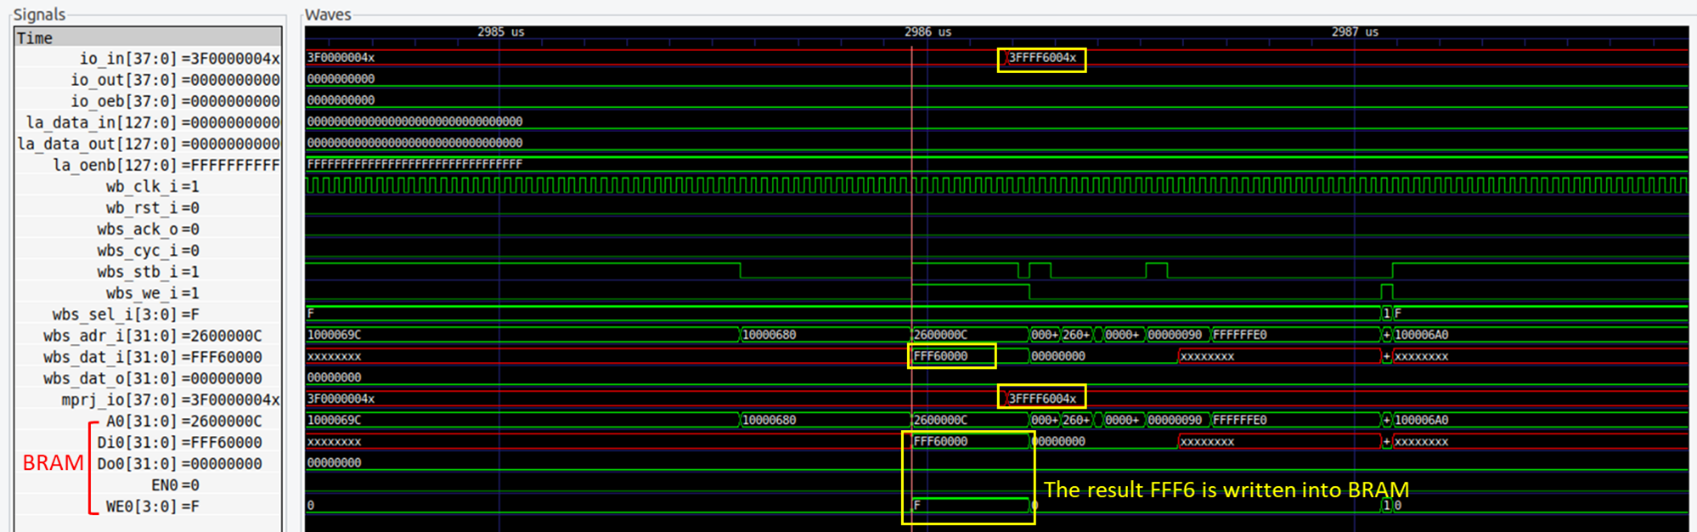 Signals
Waves
Time
2985 us
2986 us
2987 us
io_in[37:0] =3F0000004x
3F0000004x
3FFFF6004x
io_out[37:0] =0000000000
0000000000
io_oeb[37:0] =0000000000
0000000000
la_data_in[127:0] =0000000000
00000000000000000000000000000000
la_data_out[127:0] =0000000000
00000000000000000000000000000000
la_oenb[127:0] =FFFFFFFFFF
FFFFFFFFFFFFFFFFFFFFFFFFFFFFFFFF
wb_clk_i =1
wb_rst_i =0
wbs_ack_o =0
wbs_cyc_i =0
wbs_stb_i =1
wbs_we_i =1
wbs_sel_i[3:0] =F
F
1
F
wbs_adr_i[31:0] =2600000C
1000069C
10000680
2600000C
000+
260+
0000+
00000090
FFFFFFE0
+
100006A0
wbs_dat_i[31:0] =FFF60000
xxxxxxxx
FFF60000
00000000
xxxxxxxx
+
xxxxxxxx
wbs_dat_o[31:0] =00000000
00000000
mprj_io[37:0] =3F0000004x
3F0000004x
3FFFF6004x
A0[31:0] =2600000C
1000069C
10000680
2600000C
000+
260+
0000+
00000090
FFFFFFE0
+
100006A0
Di0[31:0] =FFF60000
xxxxxxxx
FFF60000
00000000
xxxxxxxx
+
xxxxxxxx
BRAM
Do0[31:0] =00000000
00000000
EN0 =0
The result FFF6 is written into BRAM
WE0[3:0] =F
0
F
0
1
0